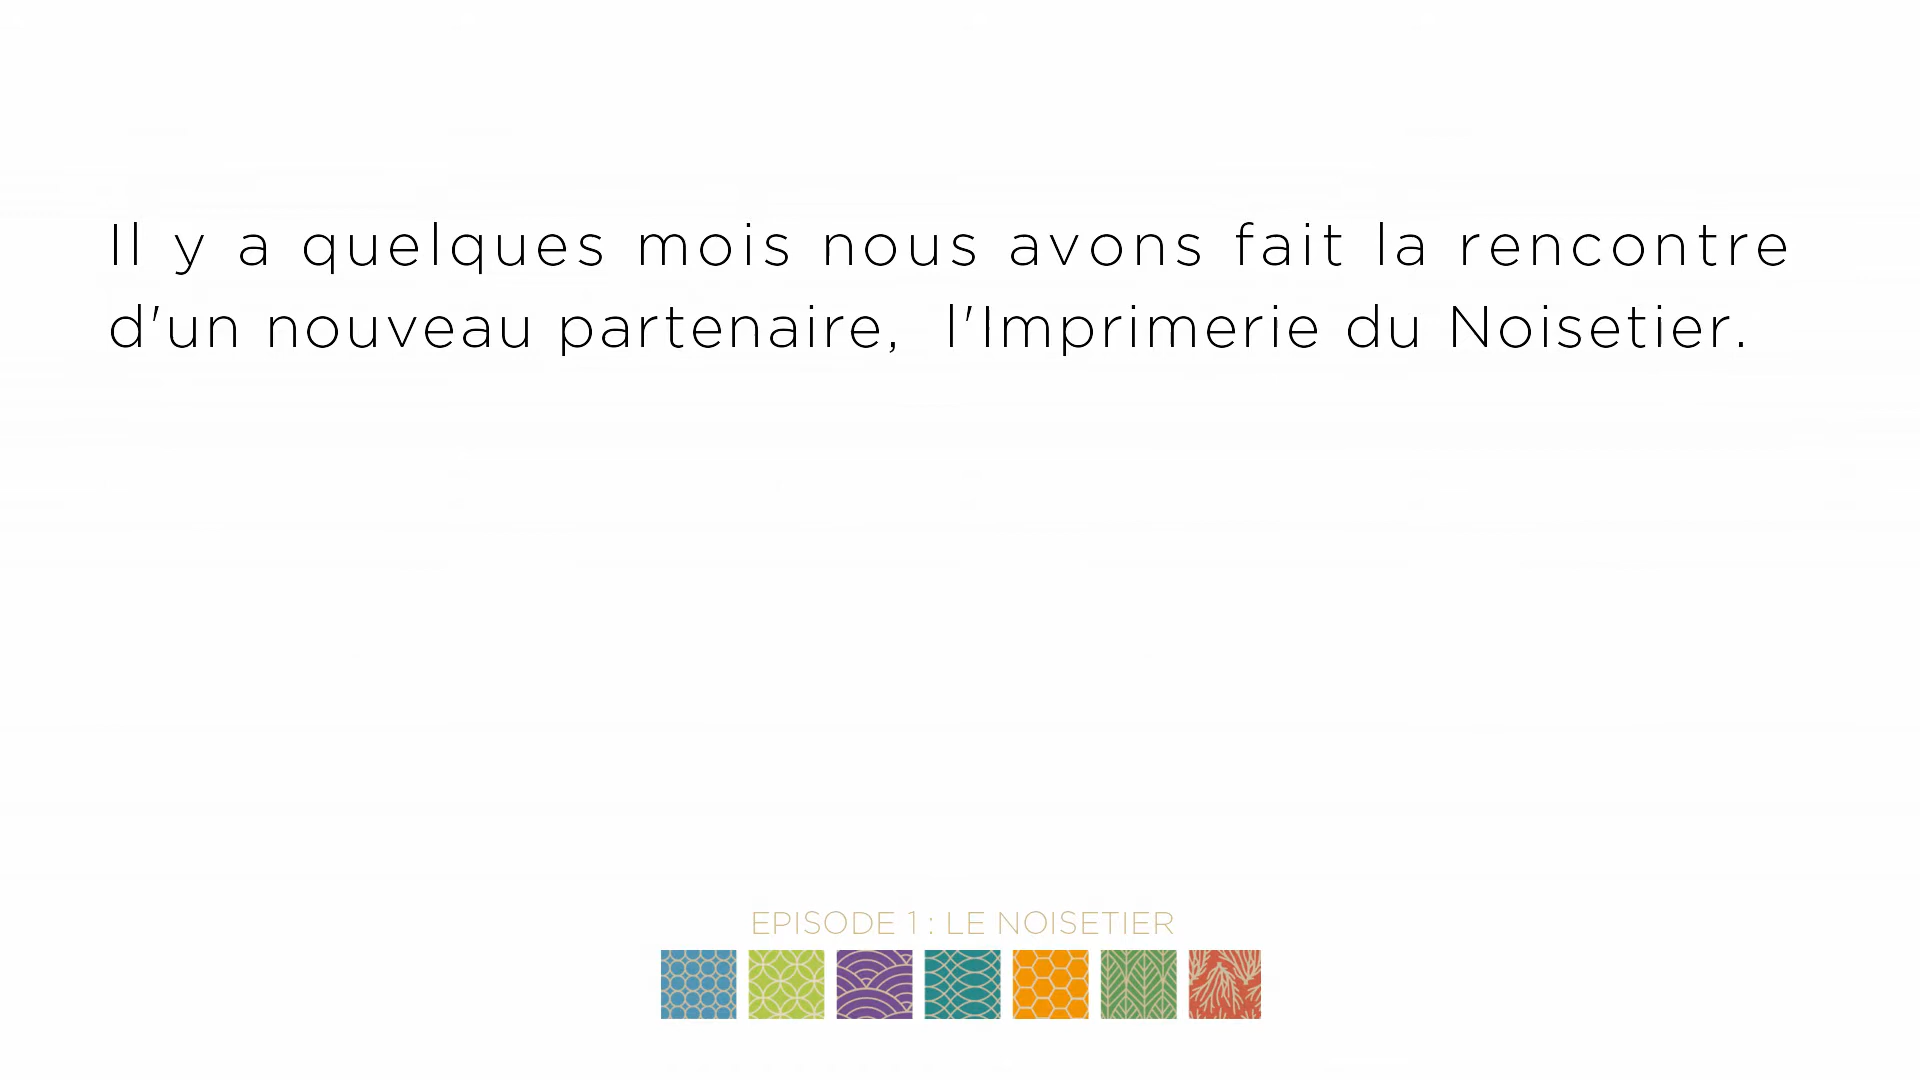 Il y a quelques mois nous avons fait la rencontre
d'un nouveau partenaire,  l'Imprimerie du Noisetier.
EPISODE 1 : LE NOISETIER